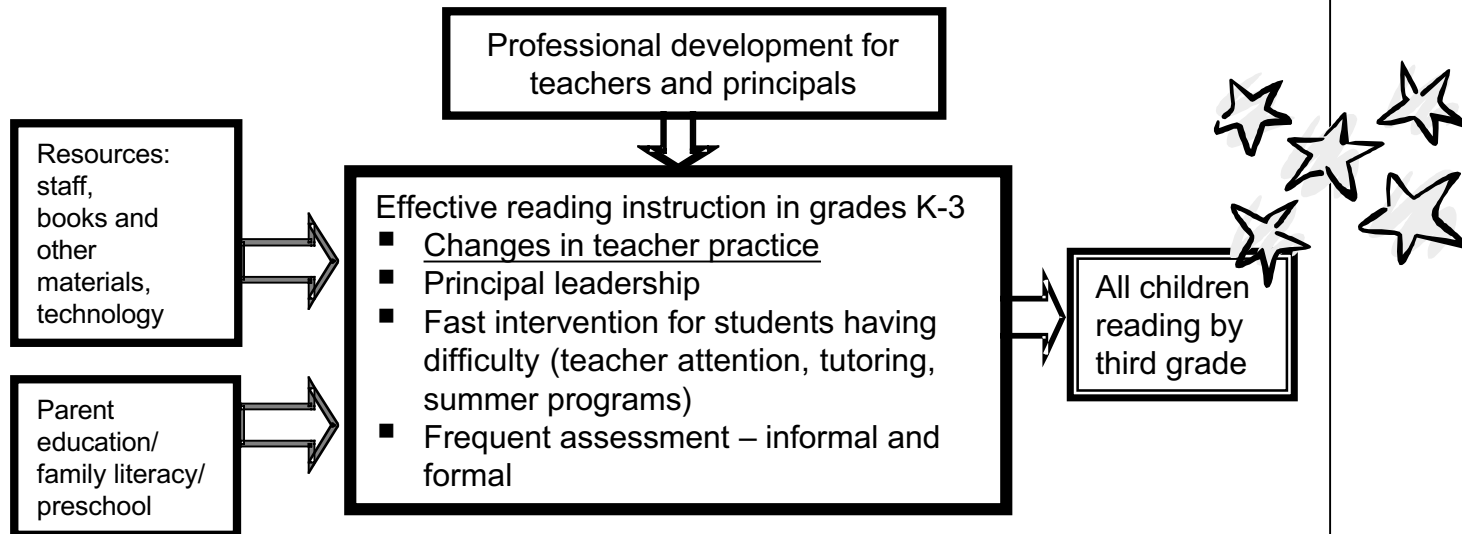 Professional development for
teachers and principals
Resources:
staff,
books and
other
materials,
technology
Parent
education/
family literacy/
preschool
Effective reading instruction in grades K-3
■ Changes in teacher practice
■ Principal leadership
■ Fast intervention for students having
difficulty (teacher attention, tutoring,
summer programs)
■ Frequent assessment – informal and
formal
All children
reading by
third grade